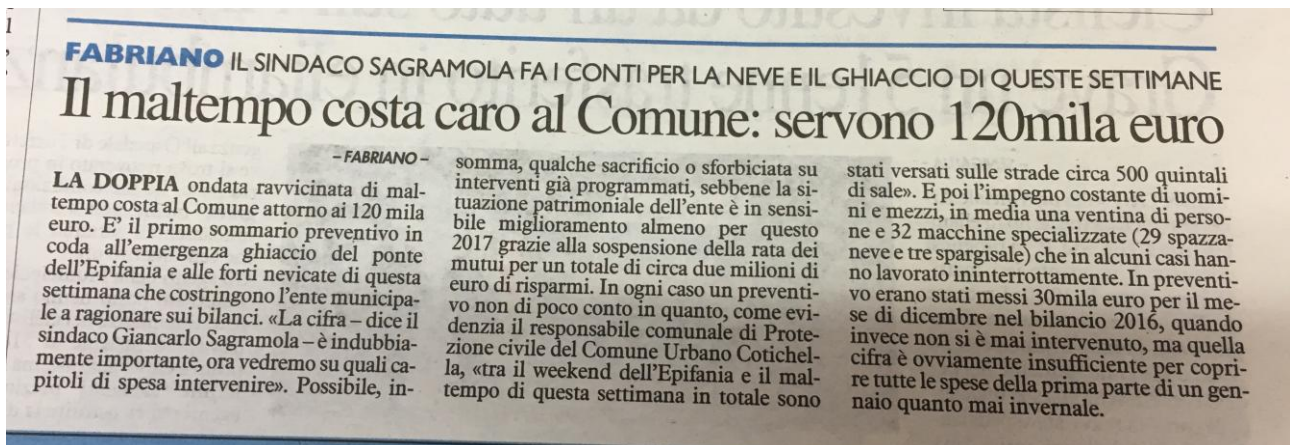 FABRIANO IL SINDACO SAGRAMOLA FA I CONTI PER LA NEVE E IL GHIACCIO DI QUESTE SETTIMANE
Il maltempo costa caro al Comune: servono 120mila euro
– FABRIANO –
LA DOPPIA ondata ravvicinata di mal-
tempo costa al Comune attorno ai 120 mila
euro. E’ il primo sommario preventivo in
coda all’emergenza ghiaccio del ponte
dell’Epifania e alle forti nevicate di questa
settimana che costringono l’ente municipa-
le a ragionare sui bilanci. «La cifra – dice il
sindaco Giancarlo Sagramola – è indubbia-
mente importante, ora vedremo su quali ca-
pitoli di spesa intervenire». Possibile, in-
somma, qualche sacrificio o sforbiciata su
interventi già programmati, sebbene la si-
tuazione patrimoniale dell’ente è in sensi-
bile miglioramento almeno per questo
2017 grazie alla sospensione della rata dei
mutui per un totale di circa due milioni di
euro di risparmi. In ogni caso un preventi-
vo non di poco conto in quanto, come evi-
denzia il responsabile comunale di Prote-
zione civile del Comune Urbano Cotichel-
la, «tra il weekend dell’Epifania e il mal-
tempo di questa settimana in totale sono
stati versati sulle strade circa 500 quintali
di sale». E poi l’impegno costante di uomi-
ni e mezzi, in media una ventina di perso-
ne e 32 macchine specializzate (29 spazza-
neve e tre spargisale) che in alcuni casi han-
no lavorato ininterrottamente. In preventi-
vo erano stati messi 30mila euro per il me-
se di dicembre nel bilancio 2016, quando
invece non si è mai intervenuto, ma quella
cifra è ovviamente insufficiente per copri-
re tutte le spese della prima parte di un gen-
naio quanto mai invernale.